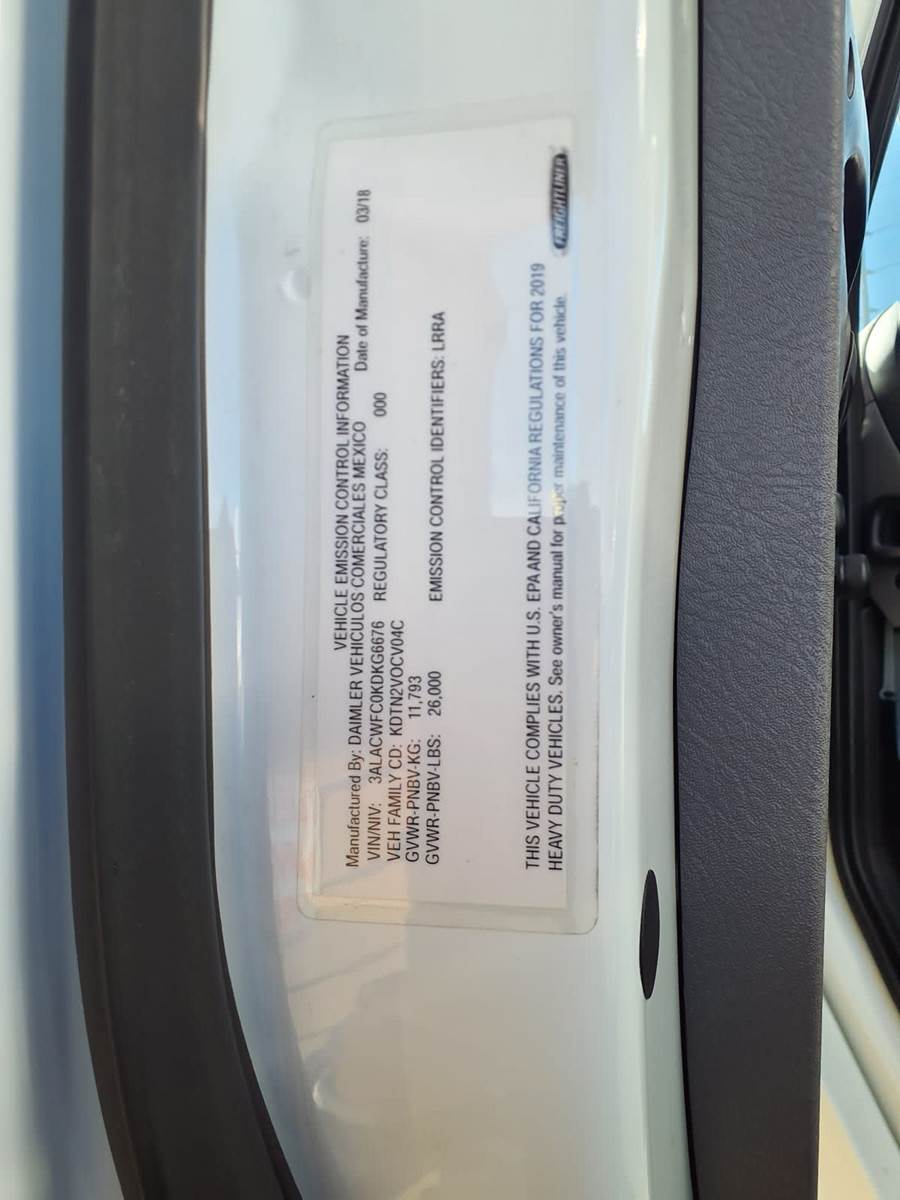 VEHICLE EMISSION CONTROL INFORMATION
Manufactured By: DAIMLER VEHICULOS COMERCIALES MEXICO Date of Manufacture: 03/18
VIN/NIV: 3ALACWFC0KDKG6676 REGULATORY CLASS: 000
VEH FAMILY CD: KDTN2VOCV04C
GVWR-PNBV-KG: 11,793
GVWR-PNBV-LBS: 26,000 EMISSION CONTROL IDENTIFIERS: LRRA
THIS VEHICLE COMPLIES WITH U.S. EPA AND CALIFORNIA REGULATIONS FOR 2019
HEAVY DUTY VEHICLES. See owner's manual for proper maintenance of this vehicle.
FREIGHTLINER